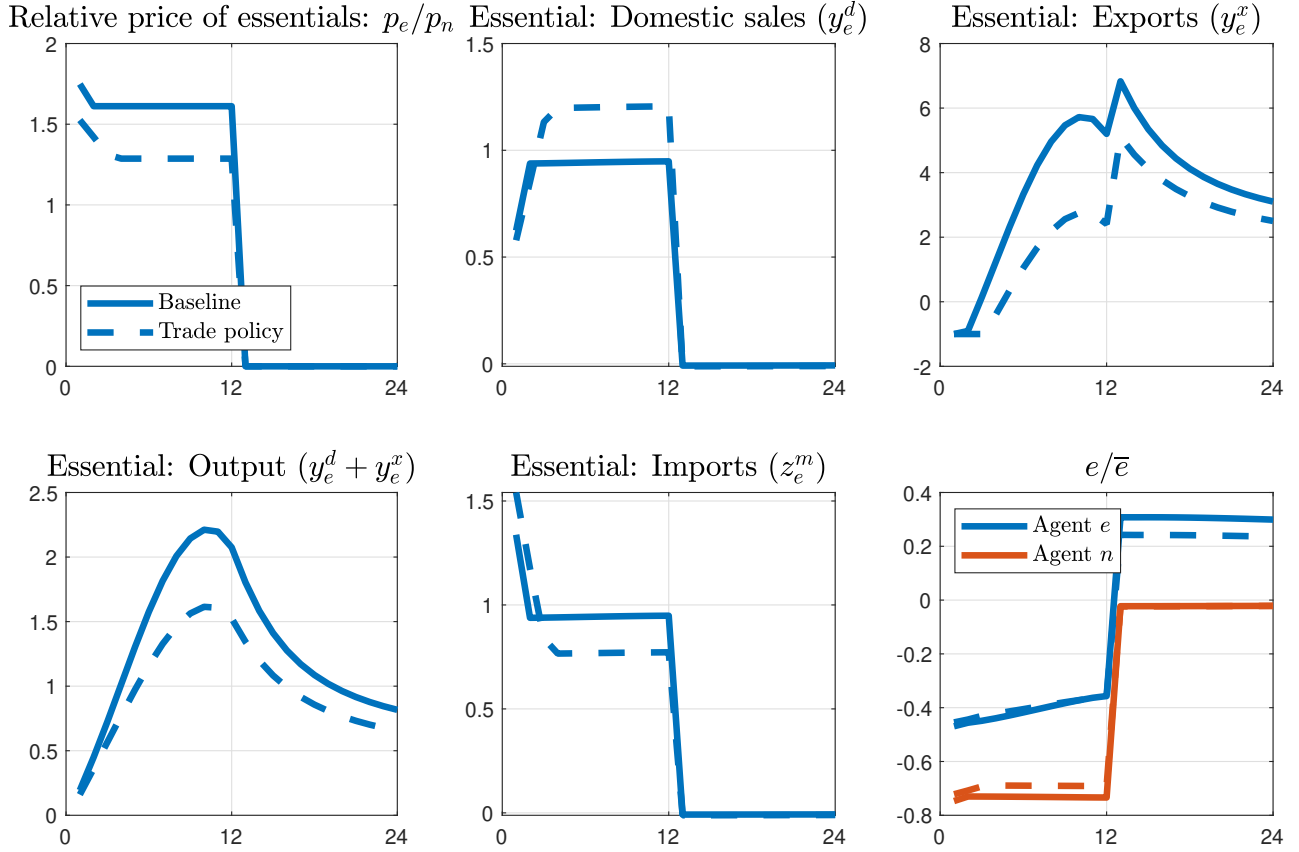 Relative price of essentials: $p_e/p_n$
2
1.5
1
0.5
0
0 12 24
Baseline
Trade policy
Essential: Domestic sales ($y_e^d$)
1.5
1
0.5
0
0 12 24
Essential: Exports ($y_e^x$)
6
4
2
0
-2
8
0 12 24
Essential: Output ($y_e^d + y_e^x$)
2.5
2
1.5
1
0.5
0
0 12 24
Essential: Imports ($z_e^m$)
1.5
1
0.5
0
0 12 24
$e/\overline{e}$
0.4
0.2
0
-0.2
-0.4
-0.6
-0.8
0 12 24
Agent $e$
Agent $n$